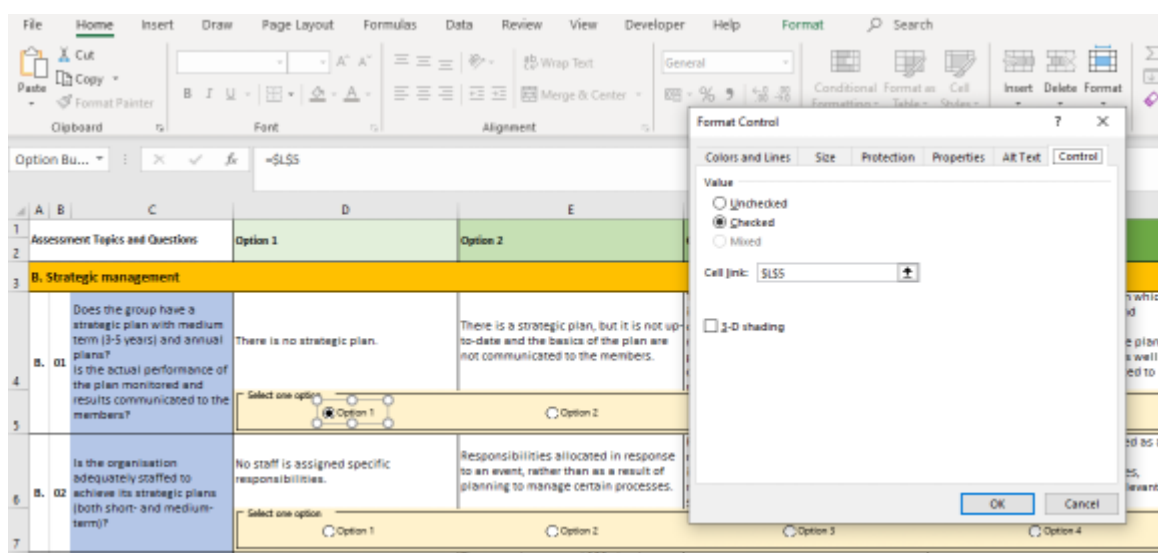 File Home Insert Draw Page Layout Formulas Data Review View Developer Help Format Search
Cut
Copy
Format Painter
Paste
Clipboard
B I U
A A
Font
Wrap Text
Merge & Center
Alignment
General
% 9
Conditional Format as Cell
Formatting Table Styles
Insert Delete Format
Option Bu... fx =$L$5
Format Control ? X
Colors and Lines Size Protection Properties Alt Text Control
Value
Unchecked
Checked
Mixed
Cell link: $L$5
3-D shading
OK Cancel
A B C D E
1
2
Assessment Topics and Questions
Option 1
Option 2
3 B. Strategic management
4
B. 01
Does the group have a
strategic plan with medium
term (3-5 years) and annual
plans?
Is the actual performance of
the plan monitored and
results communicated to the
members?
There is no strategic plan.
There is a strategic plan, but it is not up-
to-date and the basics of the plan are
not communicated to the members.
5
Select one option
Option 1 Option 2
6
B. 02
Is the organisation
adequately staffed to
achieve its strategic plans
(both short- and medium-
term)?
No staff is assigned specific
responsibilities.
Responsibilities allocated in response
to an event, rather than as a result of
planning to manage certain processes.
7
Select one option
Option 1 Option 2 Option 3 Option 4